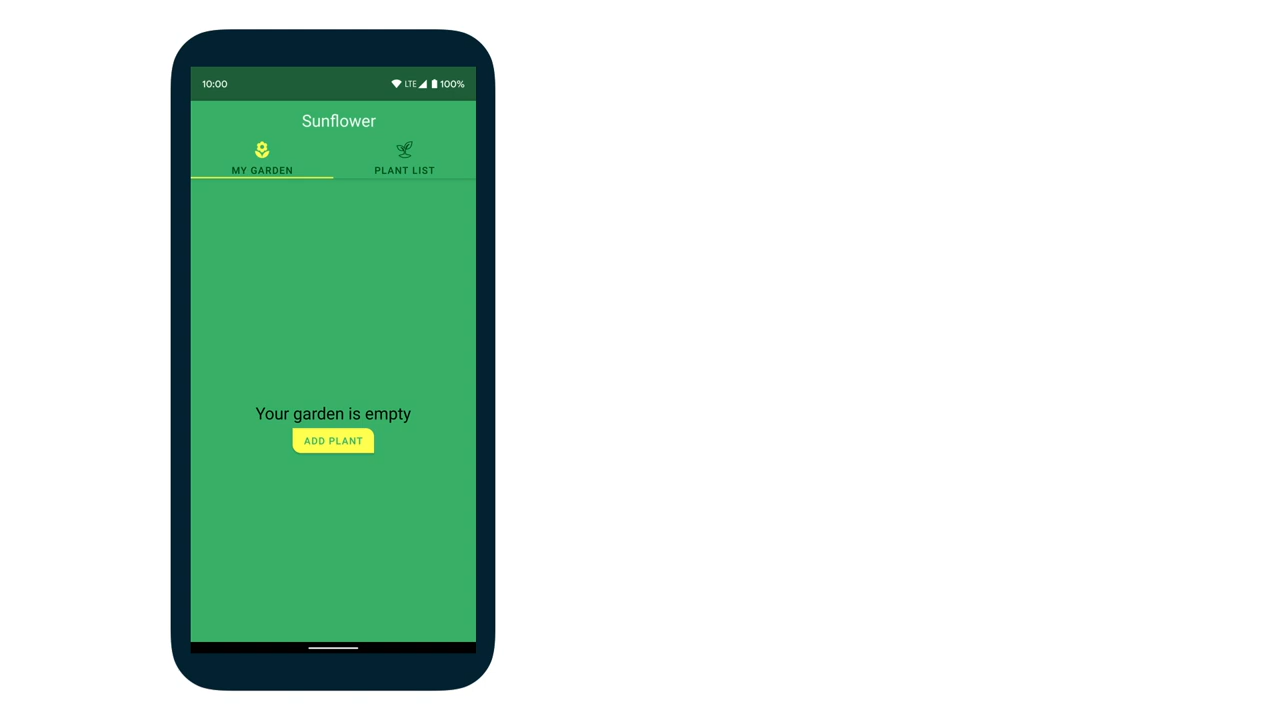 10:00 LTE 100%
Sunflower
MY GARDEN PLANT LIST
Your garden is empty
ADD PLANT